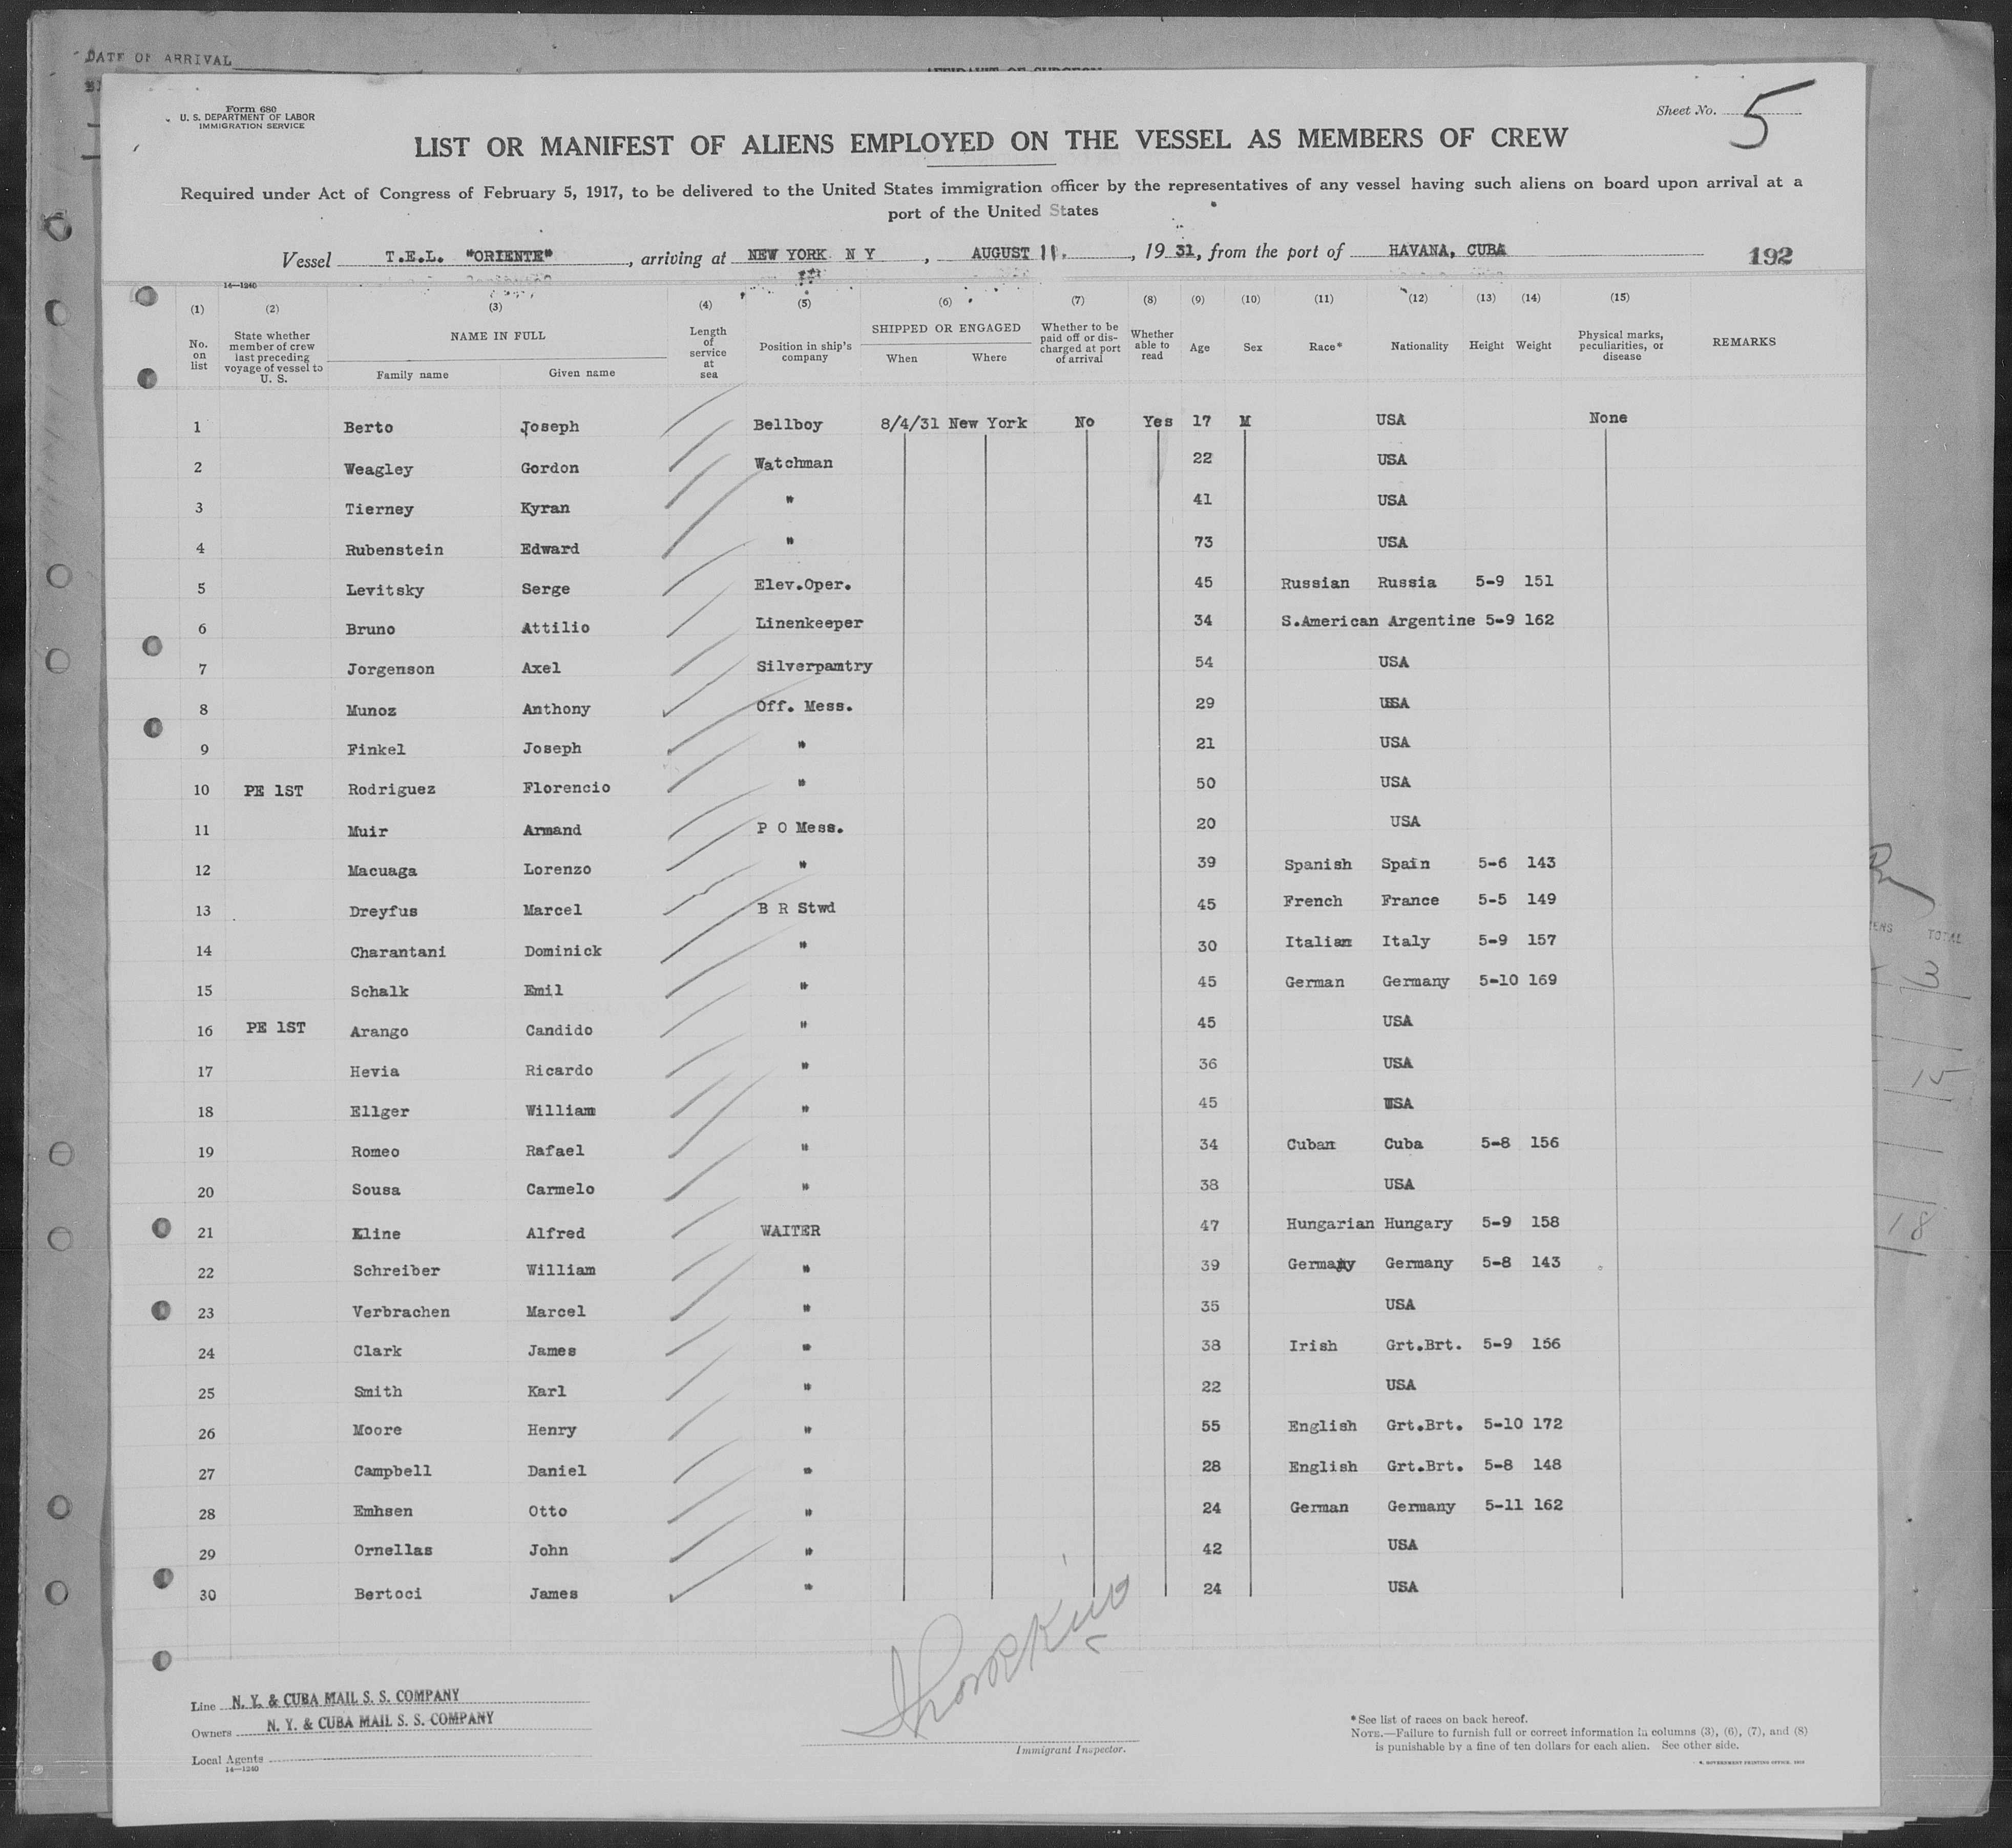 DATE OF ARRIVAL
AFFIDAVIT OF SURGEON
Form 680
U. S. DEPARTMENT OF LABOR
IMMIGRATION SERVICE
Sheet No. 5
LIST OR MANIFEST OF ALIENS EMPLOYED ON THE VESSEL AS MEMBERS OF CREW
Required under Act of Congress of February 5, 1917, to be delivered to the United States immigration officer by the representatives of any vessel having such aliens on board upon arrival at a
port of the United States
Vessel T.E.L. "ORIENTE", arriving at NEW YORK N Y, AUGUST 11., 1931, from the port of HAVANA, CUBA 192
14-1240
(1) (2) (3) (4) (5) (6) (7) (8) (9) (10) (11) (12) (13) (14) (15)
No. on list State whether member of crew last preceding voyage of vessel to U. S. NAME IN FULL Length of service at sea Position in ship's company SHIPPED OR ENGAGED Whether to be paid off or discharged at port of arrival Whether able to read Age Sex Race* Nationality Height Weight Physical marks, peculiarities, or disease REMARKS
Family name Given name When Where
1 Berto Joseph Bellboy 8/4/31 New York No Yes 17 M USA None
2 Weagley Gordon Watchman 22 USA
3 Tierney Kyran " 41 USA
4 Rubenstein Edward " 73 USA
5 Levitsky Serge Elev.Oper. 45 Russian Russia 5-9 151
6 Bruno Attilio Linenkeeper 34 S.American Argentine 5-9 162
7 Jorgenson Axel Silverpamtry 54 USA
8 Munoz Anthony Off. Mess. 29 USA
9 Finkel Joseph " 21 USA
10 PE 1ST Rodriguez Florencio " 50 USA
11 Muir Armand P O Mess. 20 USA
12 Macuaga Lorenzo " 39 Spanish Spain 5-6 143
13 Dreyfus Marcel B R Stwd 45 French France 5-5 149
14 Charantani Dominick " 30 Italian Italy 5-9 157
15 Schalk Emil " 45 German Germany 5-10 169
16 PE 1ST Arango Candido " 45 USA
17 Hevia Ricardo " 36 USA
18 Ellger William " 45 USA
19 Romeo Rafael " 34 Cuban Cuba 5-8 156
20 Sousa Carmelo " 38 USA
21 Kline Alfred WAITER 47 Hungarian Hungary 5-9 158
22 Schreiber William " 39 Germany Germany 5-8 143
23 Verbrachen Marcel " 35 USA
24 Clark James " 38 Irish Grt.Brt. 5-9 156
25 Smith Karl " 22 USA
26 Moore Henry " 55 English Grt.Brt. 5-10 172
27 Campbell Daniel " 28 English Grt.Brt. 5-8 148
28 Emhsen Otto " 24 German Germany 5-11 162
29 Ornellas John " 42 USA
30 Bertoci James " 24 USA
Line N. Y. & CUBA MAIL S. S. COMPANY
Owners N. Y. & CUBA MAIL S. S. COMPANY
Local Agents
14-1240
Immigrant Inspector.
*See list of races on back hereof.
NOTE.—Failure to furnish full or correct information in columns (3), (6), (7), and (8)
is punishable by a fine of ten dollars for each alien. See other side.
TOTAL
13
15
18